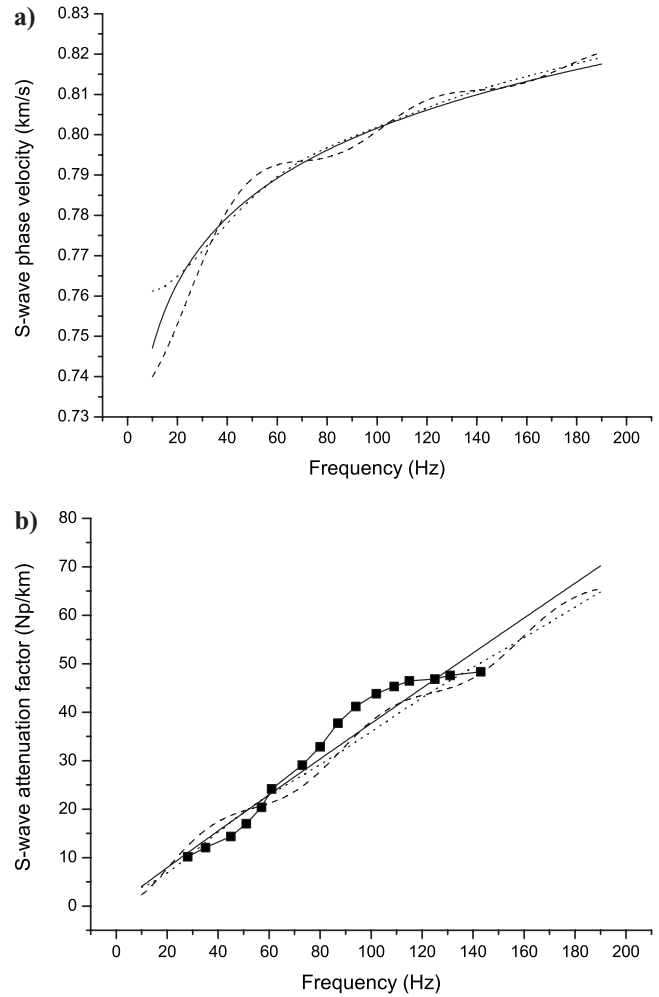 a)
0.83
0.82
0.81
0.80
0.79
0.78
0.77
0.76
0.75
0.74
0.73
S-wave phase velocity (km/s)
0 20 40 60 80 100 120 140 160 180 200
Frequency (Hz)
b)
80
70
60
50
40
30
20
10
0
S-wave attenuation factor (Np/km)
0 20 40 60 80 100 120 140 160 180 200
Frequency (Hz)